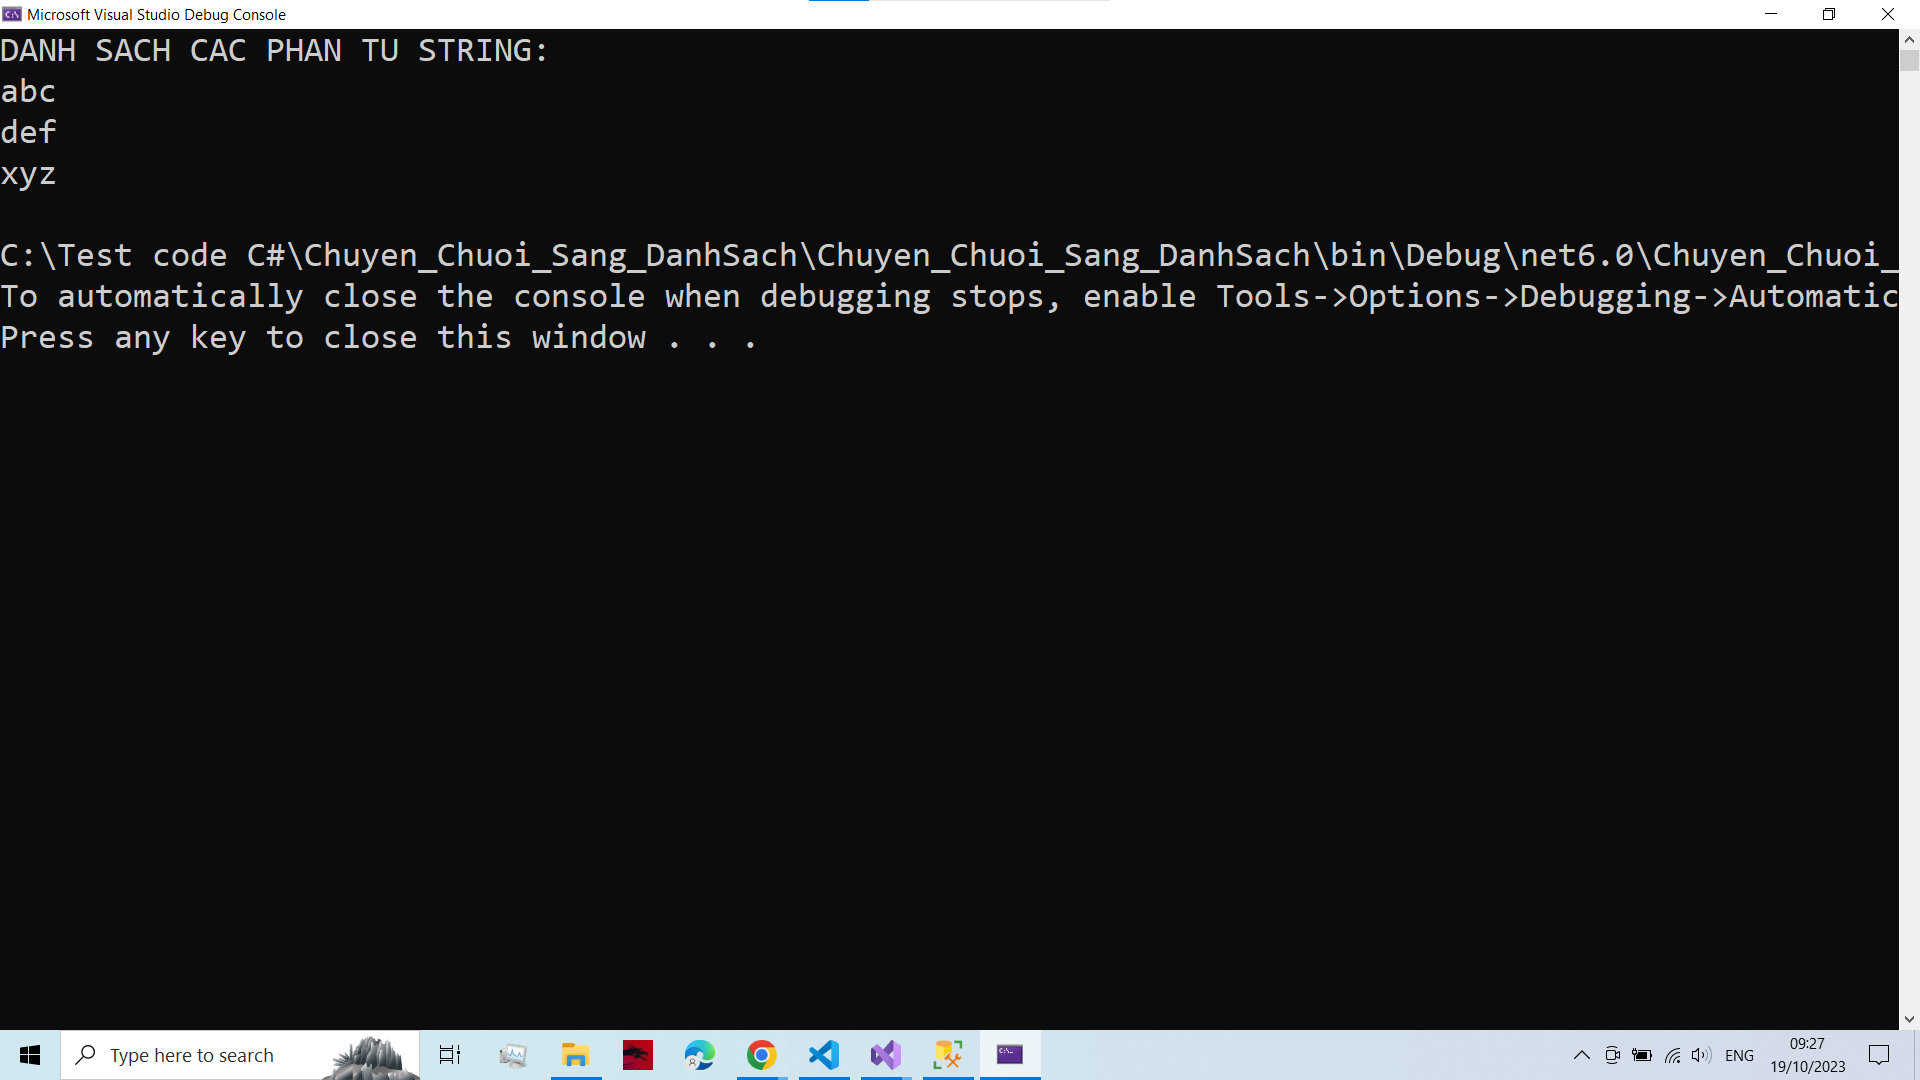 Microsoft Visual Studio Debug Console
DANH SACH CAC PHAN TU STRING:
abc
def
xyz
C:\Test code C#\Chuyen_Chuoi_Sang_DanhSach\Chuyen_Chuoi_Sang_DanhSach\bin\Debug\net6.0\Chuyen_Chuoi_
To automatically close the console when debugging stops, enable Tools->Options->Debugging->Automatic
Press any key to close this window . . .
Type here to search
ENG
09:27
19/10/2023